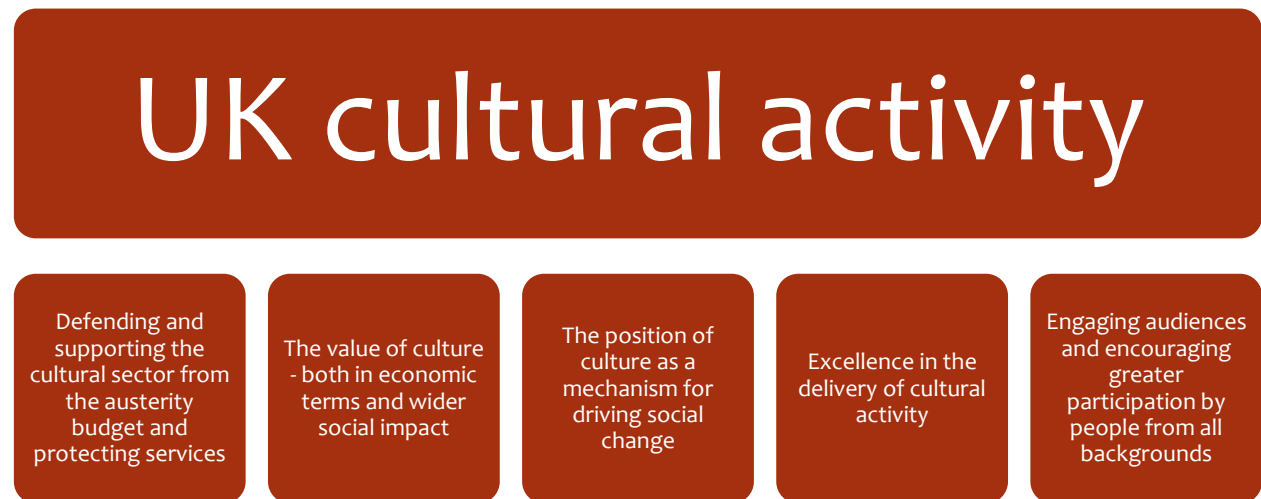 UK cultural activity
Defending and
supporting the
cultural sector from
the austerity
budget and
protecting services
The value of culture
- both in economic
terms and wider
social impact
The position of
culture as a
mechanism for
driving social
change
Excellence in the
delivery of cultural
activity
Engaging audiences
and encouraging
greater
participation by
people from all
backgrounds